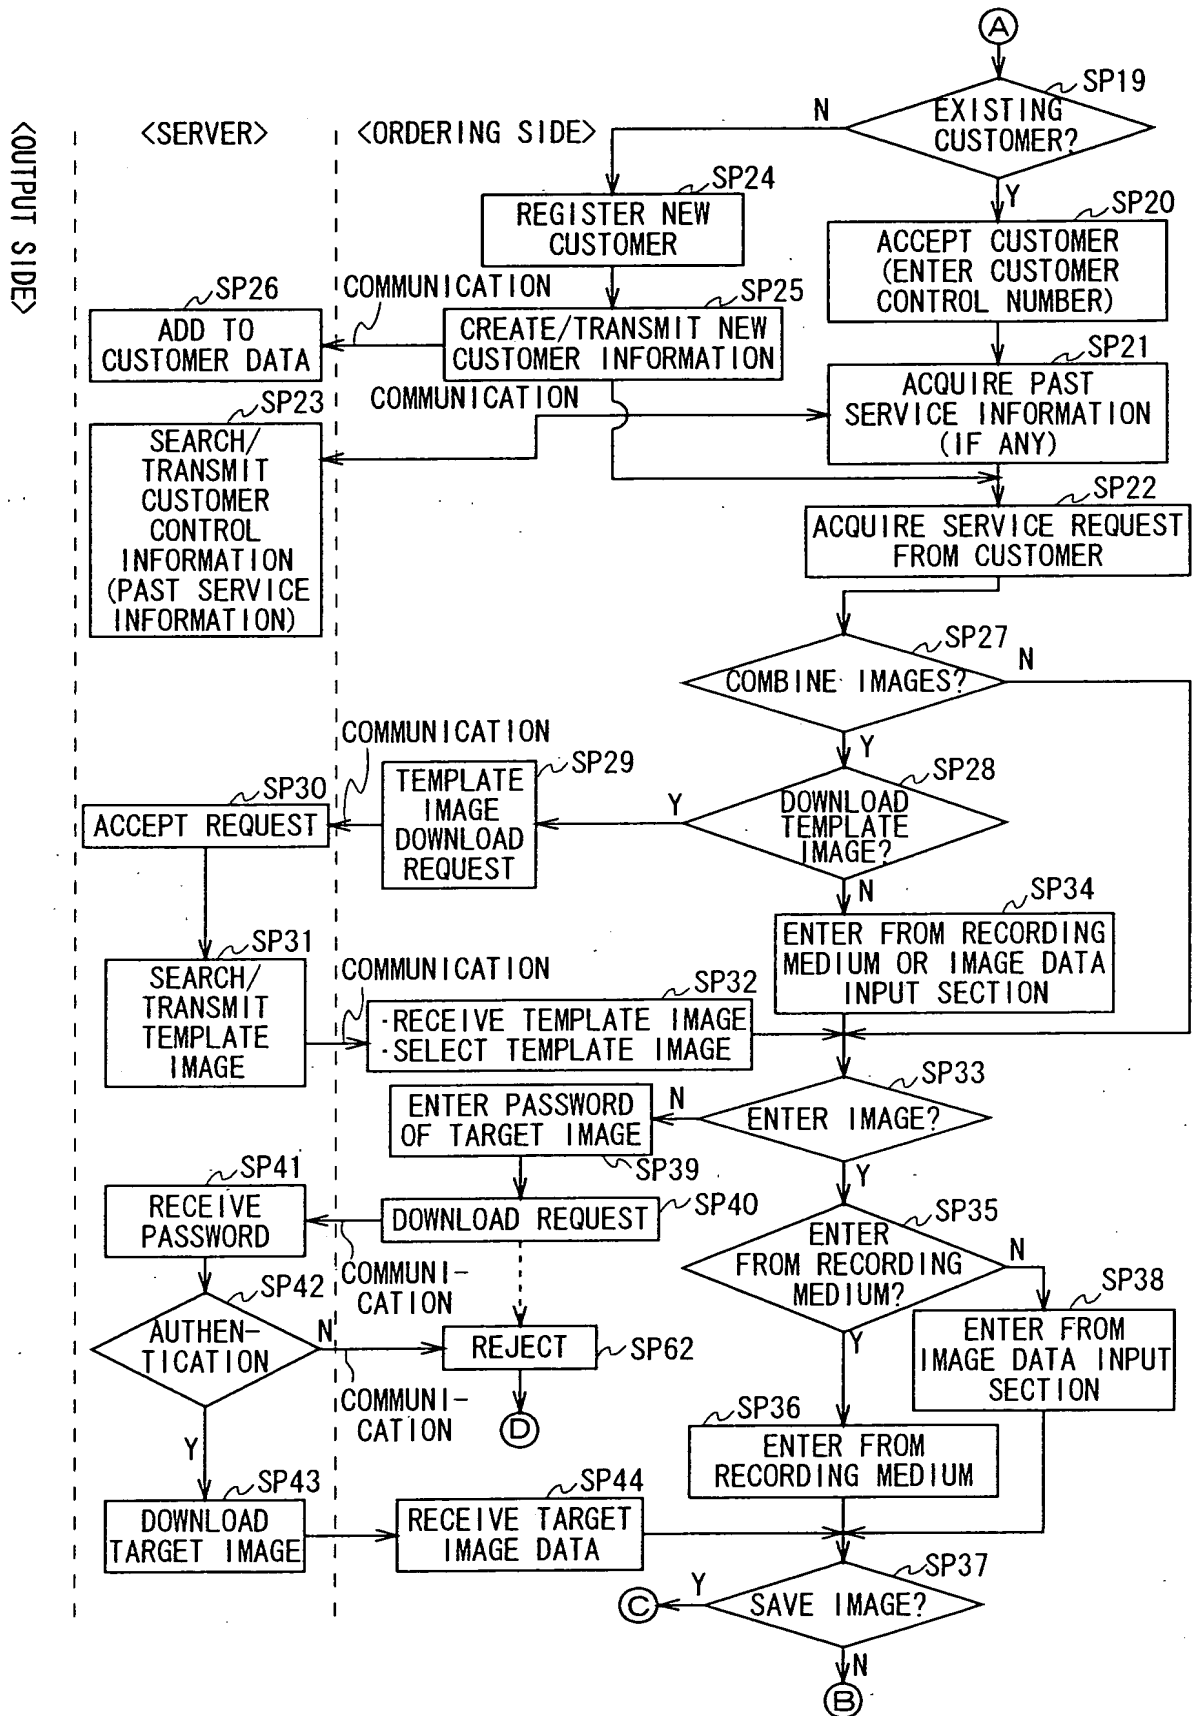 A
SP19
EXISTING
CUSTOMER?
N
Y
<OUTPUT SIDE>
<SERVER>
<ORDERING SIDE>
SP24
REGISTER NEW
CUSTOMER
SP20
ACCEPT CUSTOMER
(ENTER CUSTOMER
CONTROL NUMBER)
SP26
ADD TO
CUSTOMER DATA
COMMUNICATION
SP25
CREATE/TRANSMIT NEW
CUSTOMER INFORMATION
SP21
ACQUIRE PAST
SERVICE INFORMATION
(IF ANY)
COMMUNICATION
SP23
SEARCH/
TRANSMIT
CUSTOMER
CONTROL
INFORMATION
(PAST SERVICE
INFORMATION)
SP22
ACQUIRE SERVICE REQUEST
FROM CUSTOMER
SP27
COMBINE IMAGES?
N
Y
SP28
DOWNLOAD
TEMPLATE
IMAGE?
Y
N
COMMUNICATION
SP29
TEMPLATE
IMAGE
DOWNLOAD
REQUEST
SP30
ACCEPT REQUEST
SP34
ENTER FROM RECORDING
MEDIUM OR IMAGE DATA
INPUT SECTION
SP31
SEARCH/
TRANSMIT
TEMPLATE
IMAGE
COMMUNICATION
SP32
·RECEIVE TEMPLATE IMAGE
·SELECT TEMPLATE IMAGE
SP33
ENTER IMAGE?
N
Y
ENTER PASSWORD
OF TARGET IMAGE
SP39
SP41
RECEIVE
PASSWORD
DOWNLOAD REQUEST
SP40
COMMUNI-
CATION
SP35
ENTER
FROM RECORDING
MEDIUM?
N
Y
SP38
ENTER FROM
IMAGE DATA INPUT
SECTION
SP42
AUTHEN-
TICATION
N
Y
COMMUNI-
CATION
REJECT
SP62
D
SP36
ENTER FROM
RECORDING MEDIUM
SP43
DOWNLOAD
TARGET IMAGE
SP44
RECEIVE TARGET
IMAGE DATA
SP37
SAVE IMAGE?
Y
C
N
B